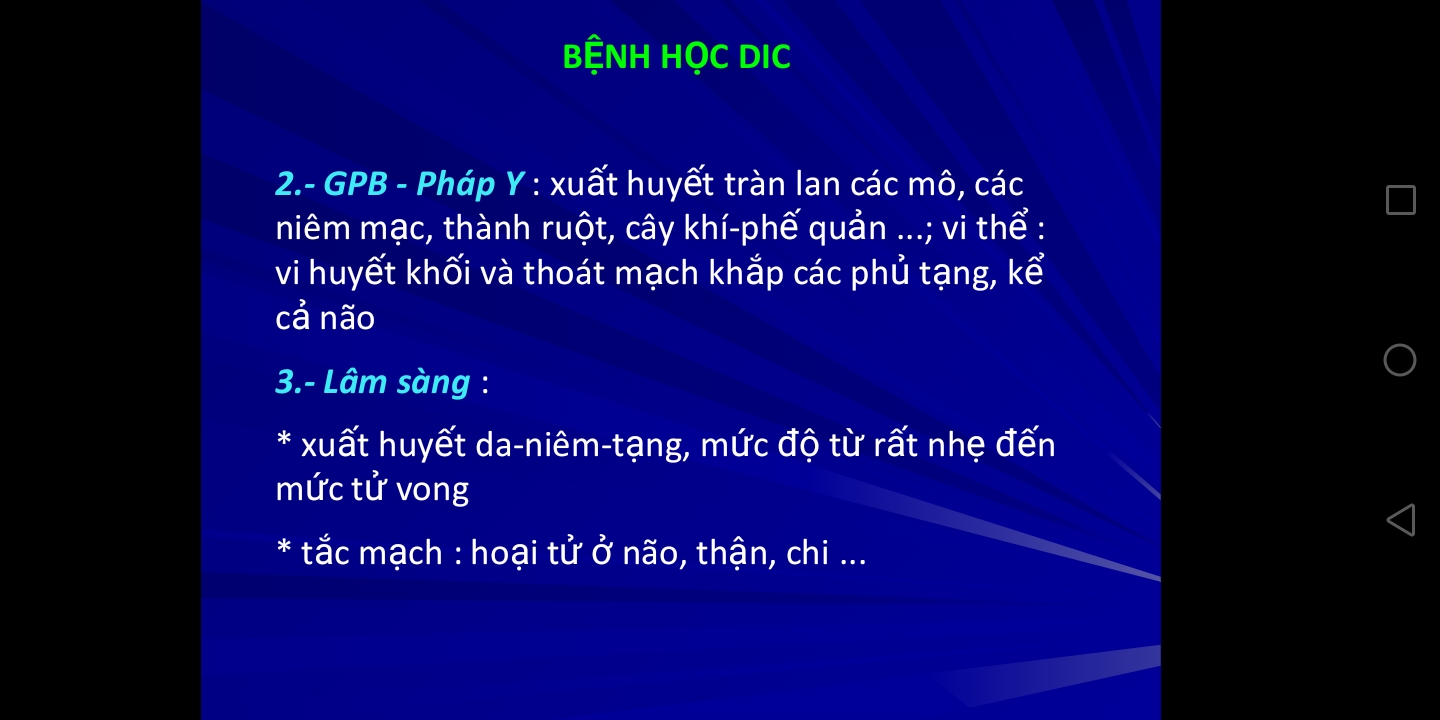 BỆNH HỌC DIC
2.- GPB - Pháp Y : xuất huyết tràn lan các mô, các
niêm mạc, thành ruột, cây khí-phế quản ...; vi thể :
vi huyết khối và thoát mạch khắp các phủ tạng, kể
cả não
3.- Lâm sàng :
* xuất huyết da-niêm-tạng, mức độ từ rất nhẹ đến
mức tử vong
* tắc mạch : hoại tử ở não, thận, chi ...